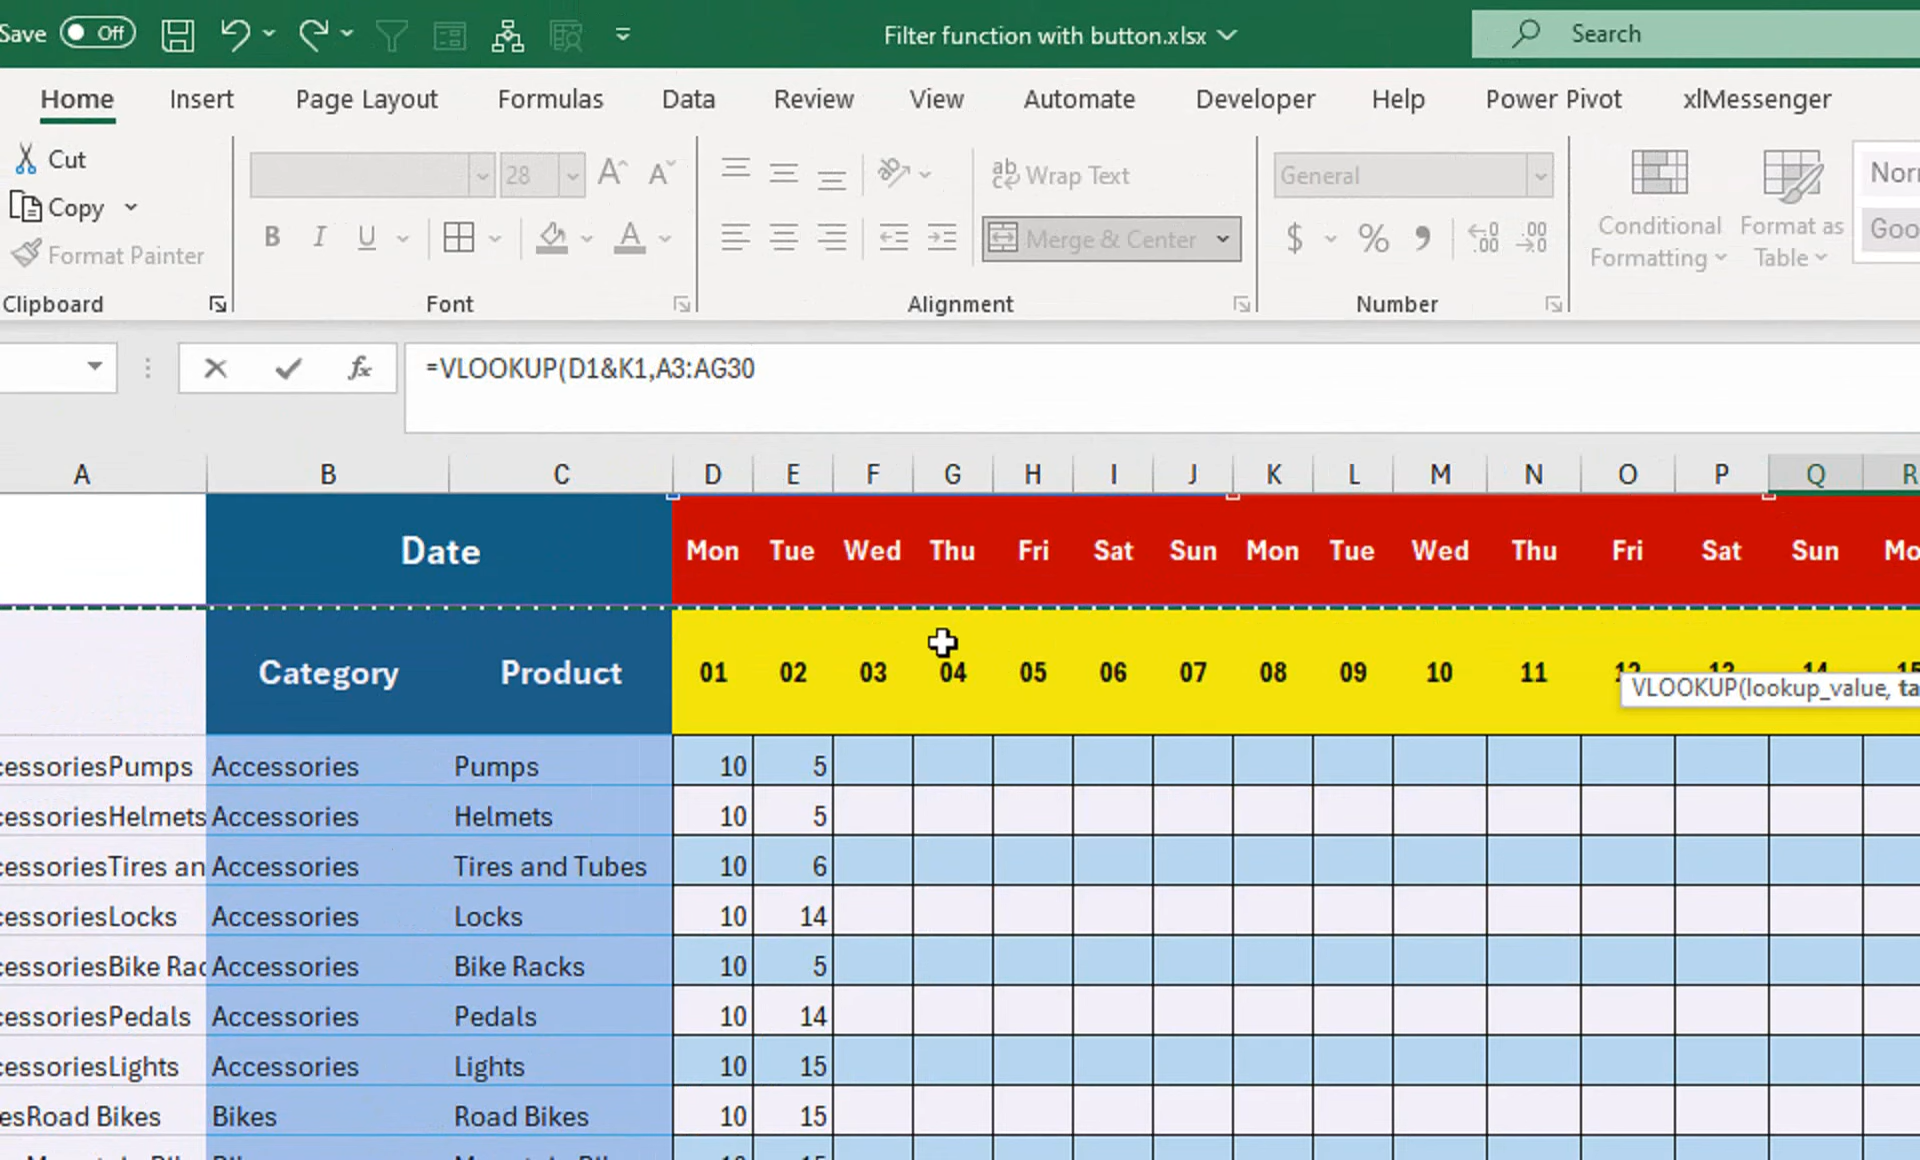 Save Off Filter function with button.xlsx Search
Home Insert Page Layout Formulas Data Review View Automate Developer Help Power Pivot xlMessenger
Cut
Copy
Format Painter
Clipboard
28
B I U
Font
Wrap Text
Merge & Center
Alignment
General
$ % 9
Number
Conditional
Formatting
Format as
Table
=VLOOKUP(D1&K1,A3:AG30
A B C D E F G H I J K L M N O P Q R
Date Mon Tue Wed Thu Fri Sat Sun Mon Tue Wed Thu Fri Sat Sun
Category Product 01 02 03 04 05 06 07 08 09 10 11
VLOOKUP(lookup_value,
cessoriesPumps Accessories Pumps 10 5
cessoriesHelmets Accessories Helmets 10 5
cessoriesTires an Accessories Tires and Tubes 10 6
cessoriesLocks Accessories Locks 10 14
cessoriesBike Rac Accessories Bike Racks 10 5
cessoriesPedals Accessories Pedals 10 14
cessoriesLights Accessories Lights 10 15
esRoad Bikes Bikes Road Bikes 10 15